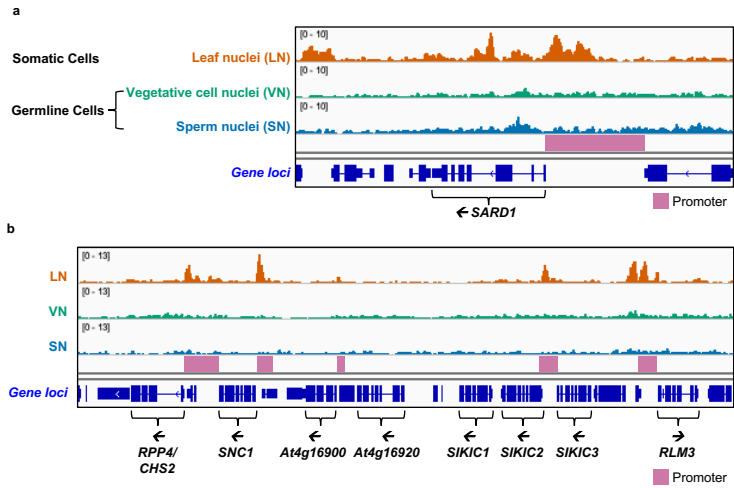 a
[0 - 10]
Somatic Cells
Leaf nuclei (LN)
[0 - 10]
Vegetative cell nuclei (VN)
Germline Cells
[0 - 10]
Sperm nuclei (SN)
Gene loci
← SARD1
Promoter
b
[0 - 13]
LN
[0 - 13]
VN
[0 - 13]
SN
Gene loci
← ← ← ← ← ← ← →
RPP4/ SNC1 At4g16900 At4g16920 SIKIC1 SIKIC2 SIKIC3 RLM3
CHS2
Promoter